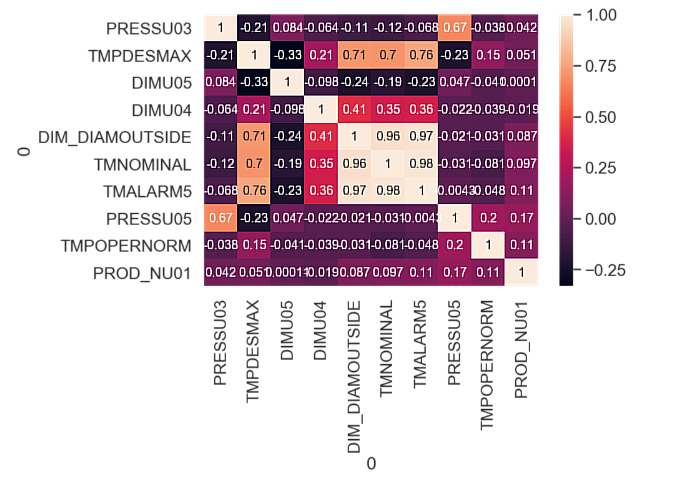 PRESSU03 1 -0.21 0.084 -0.064 -0.11 -0.12 -0.068 0.67 -0.038 0.042
TMPDESMAX -0.21 1 -0.33 0.21 0.71 0.7 0.76 -0.23 0.15 0.051
DIMU05 0.084 -0.33 1 -0.098 -0.24 -0.19 -0.23 0.047 -0.041
DIMU04 -0.064 0.21 -0.098 1 0.41 0.35 0.36 -0.022 -0.039 -0.019
DIM_DIAMOUTSIDE -0.11 0.71 -0.24 0.41 1 0.96 0.97 -0.021 -0.031 0.087
TMNOMINAL -0.12 0.7 -0.19 0.35 0.96 1 0.98 -0.031 -0.081 0.097
TMALARM5 -0.068 0.76 -0.23 0.36 0.97 0.98 1 -0.048 0.11
PRESSU05 0.67 -0.23 0.047 -0.022 -0.021 -0.031 1 0.2 0.17
TMPOPERNORM -0.038 0.15 -0.041 -0.039 -0.031 -0.081 -0.048 0.2 1 0.11
PROD_NU01 0.042 0.051 0.087 0.097 0.11 0.17 0.11 1
0
PRESSU03
TMPDESMAX
DIMU05
DIMU04
DIM_DIAMOUTSIDE
TMNOMINAL
TMALARM5
PRESSU05
TMPOPERNORM
PROD_NU01
0
1.00
0.75
0.50
0.25
0.00
−0.25